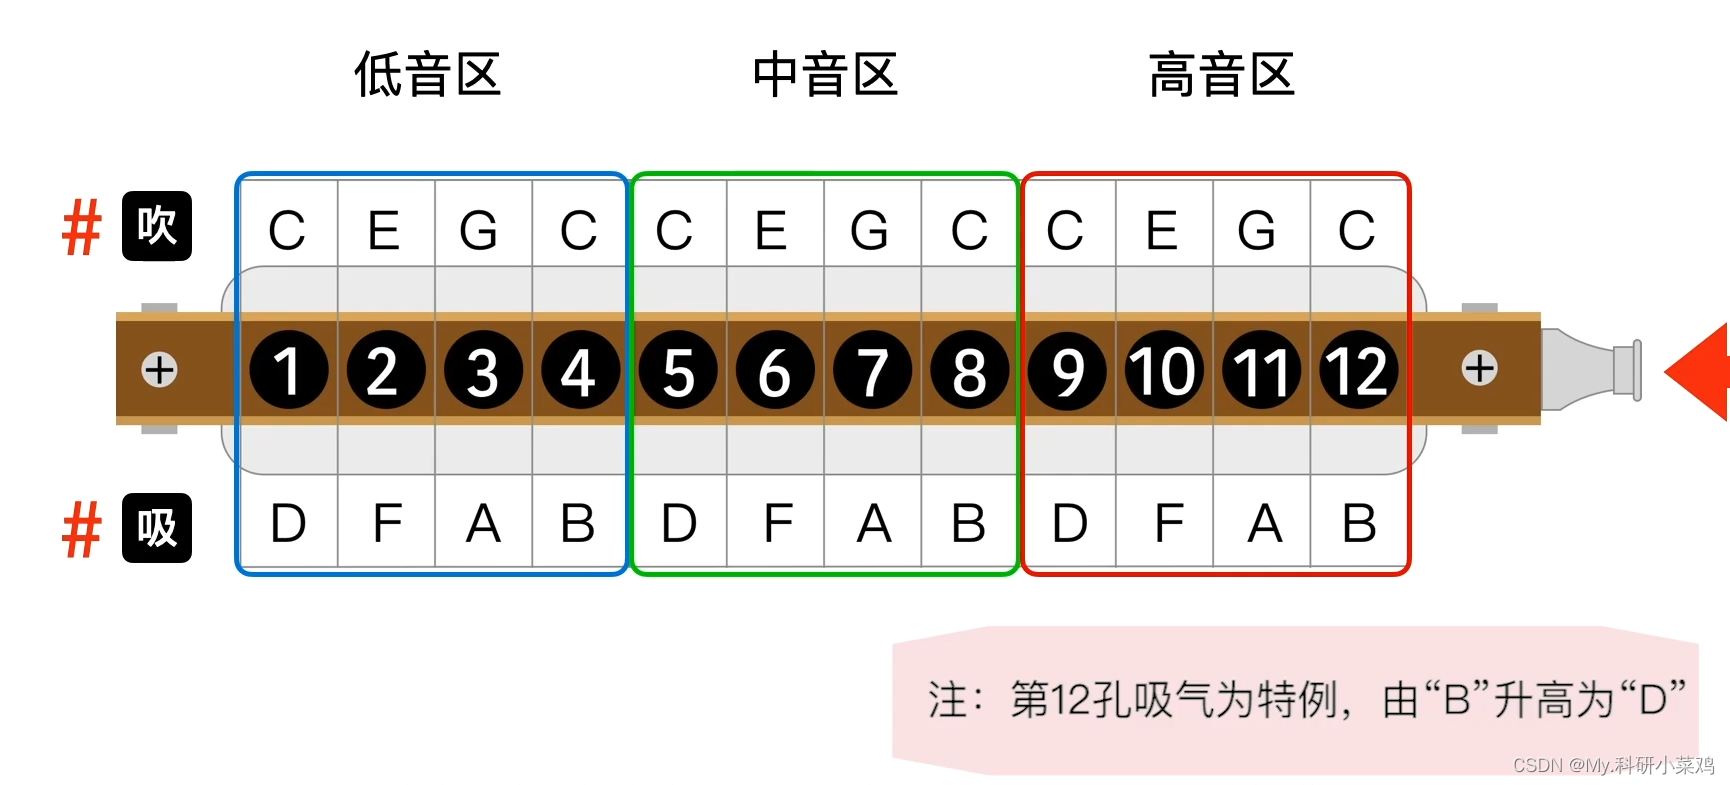 低音区 中音区 高音区
# 吹 C E G C C E G C C E G C
1 2 3 4 5 6 7 8 9 10 11 12
# 吸 D F A B D F A B D F A B
注：第12孔吸气为特例，由“B”升高为“D”
CSDN @My.科研小菜鸡